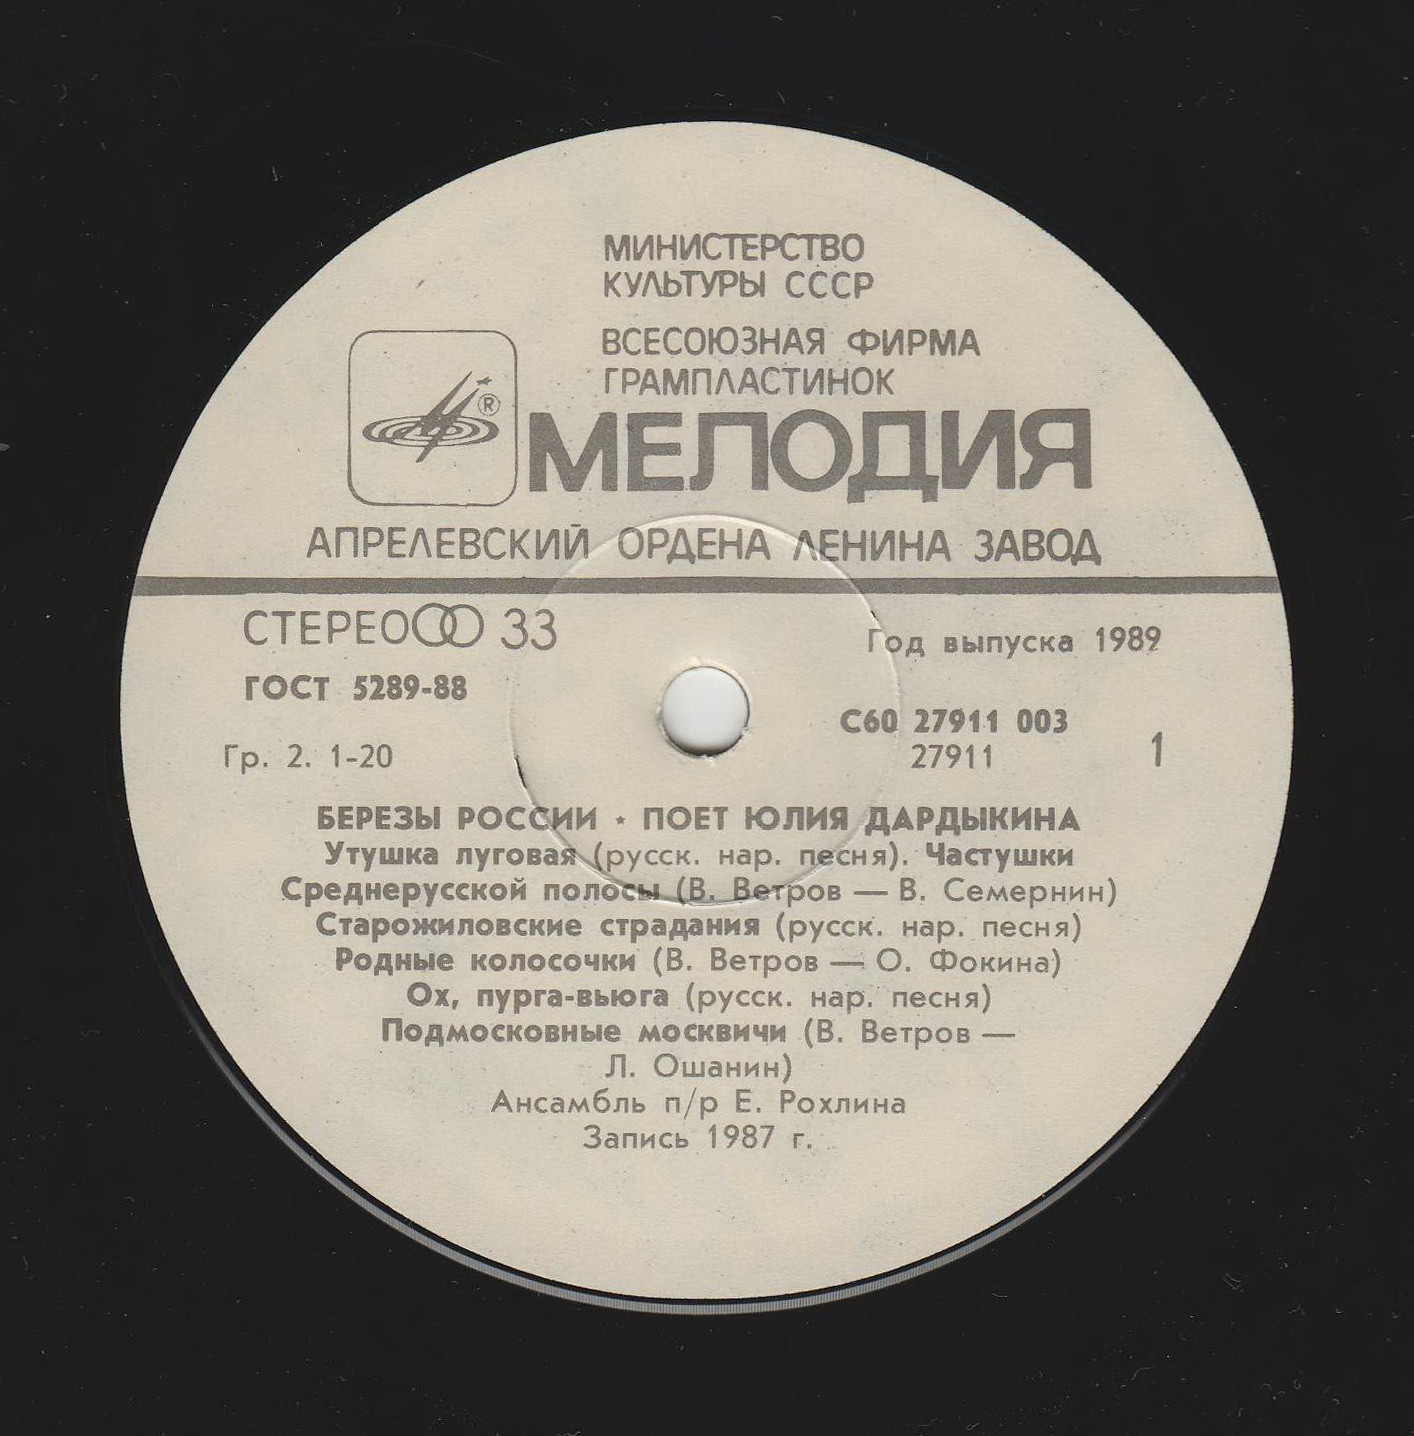 МИНИСТЕРСТВО
КУЛЬТУРЫ СССР
ВСЕСОЮЗНАЯ ФИРМА
ГРАМПЛАСТИНОК
®
МЕЛОДИЯ
АПРЕЛЕВСКИЙ ОРДЕНА ЛЕНИНА ЗАВОД
СТЕРЕО 33
Год выпуска 1989
ГОСТ 5289-88
С60 27911 003
Гр. 2. 1-20
27911
1
БЕРЕЗЫ РОССИИ ⋆ ПОЕТ ЮЛИЯ ДАРДЫКИНА
Утушка луговая (русск. нар. песня). Частушки
Среднерусской полосы (В. Ветров — В. Семернин)
Старожиловские страдания (русск. нар. песня)
Родные колосочки (В. Ветров — О. Фокина)
Ох, пурга-вьюга (русск. нар. песня)
Подмосковные москвичи (В. Ветров —
Л. Ошанин)
Ансамбль п/р Е. Рохлина
Запись 1987 г.